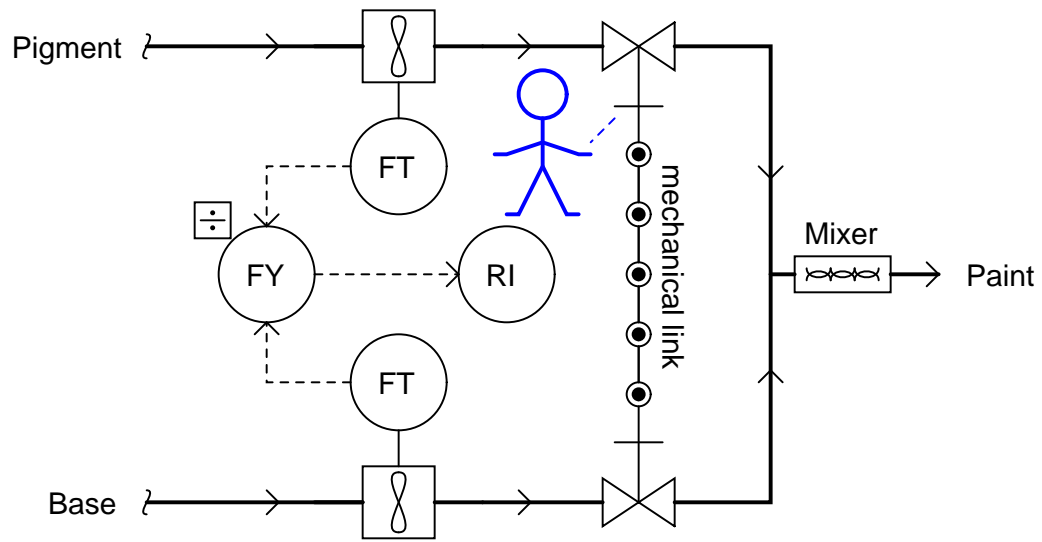 Pigment
FT
÷
FY
RI
mechanical link
Mixer
Paint
FT
Base